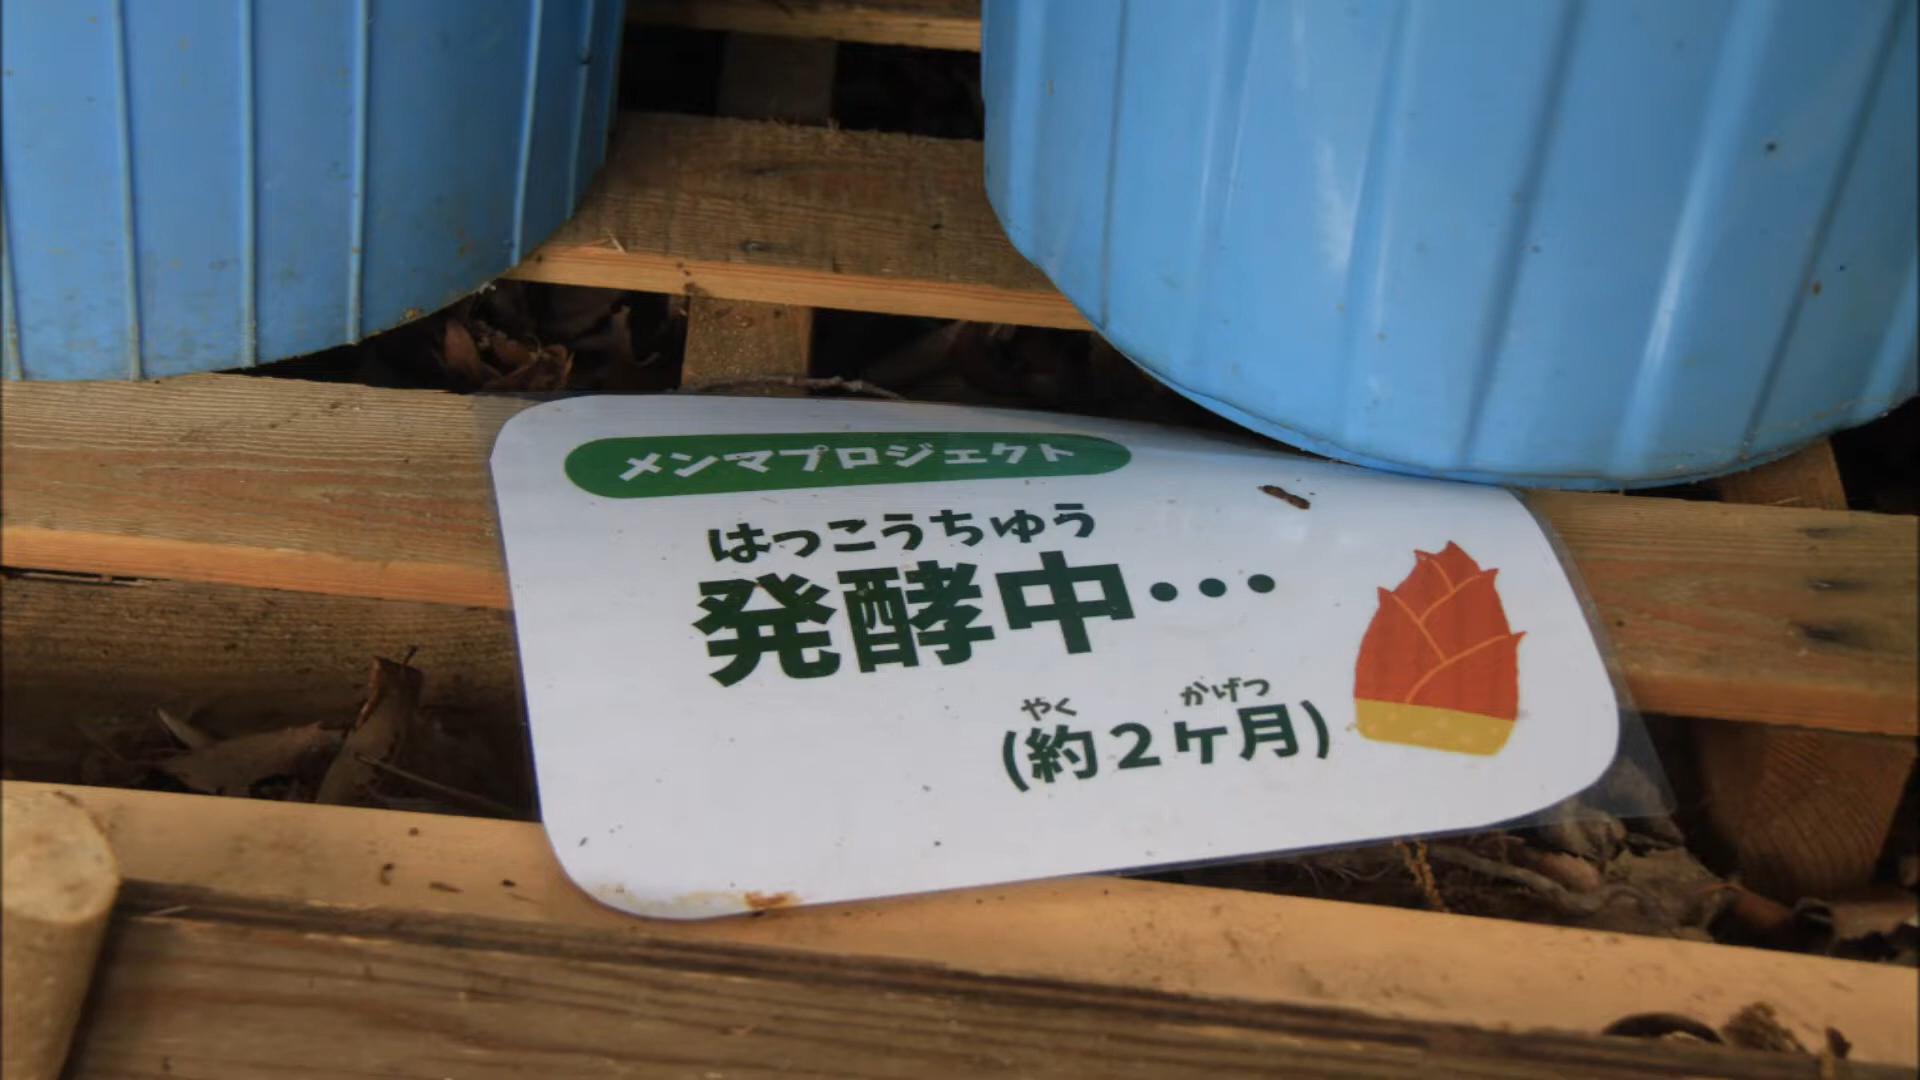 メンマプロジェクト
はっこうちゅう
発酵中…
やく かげつ
(約2ヶ月)